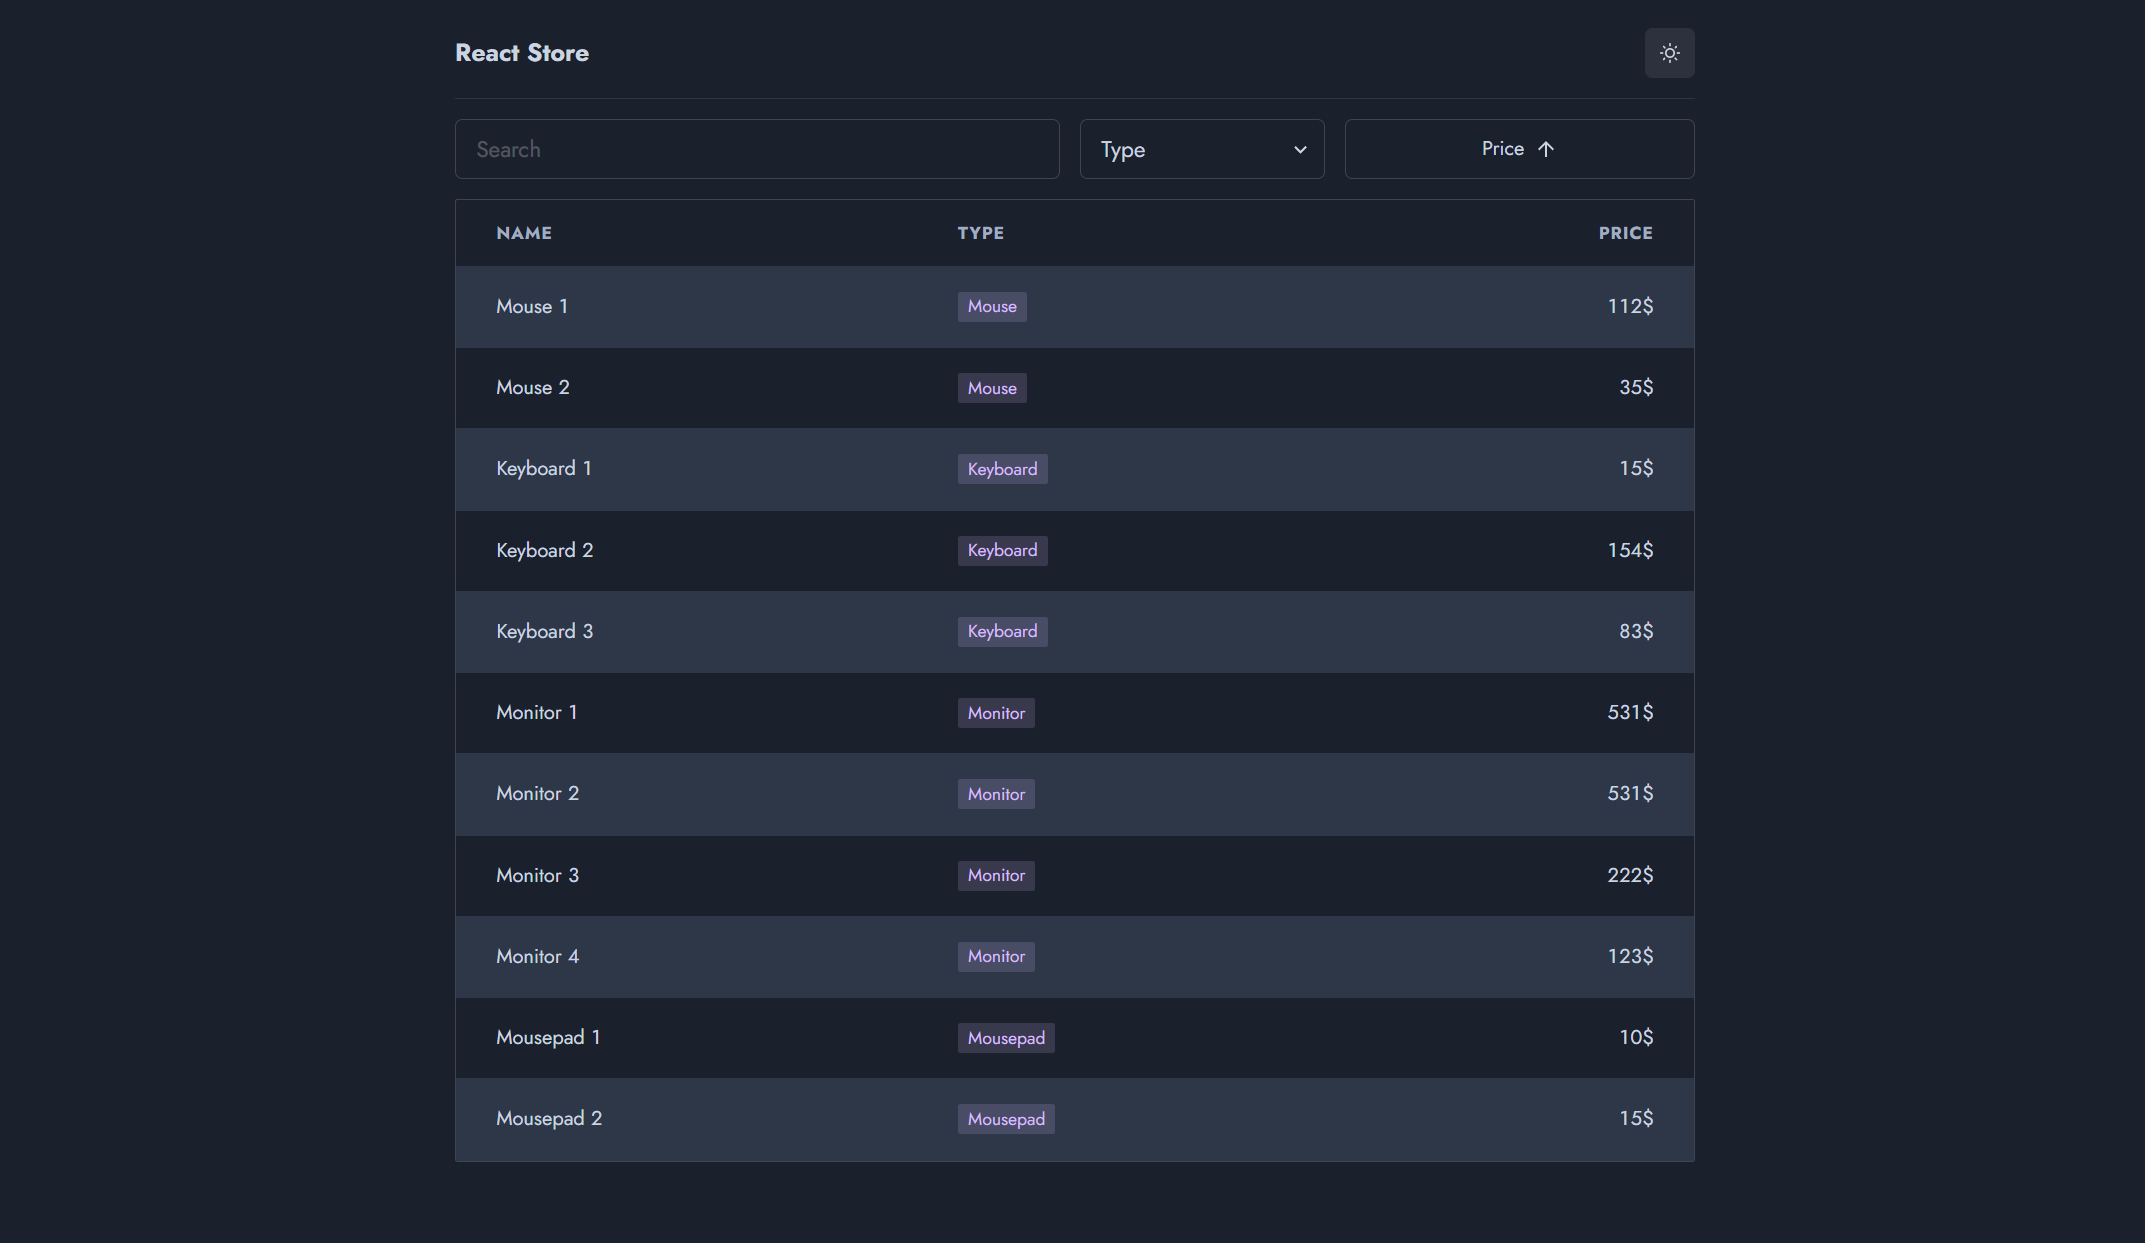 React Store
Search Type Price
NAME TYPE PRICE
Mouse 1 Mouse 112$
Mouse 2 Mouse 35$
Keyboard 1 Keyboard 15$
Keyboard 2 Keyboard 154$
Keyboard 3 Keyboard 83$
Monitor 1 Monitor 531$
Monitor 2 Monitor 531$
Monitor 3 Monitor 222$
Monitor 4 Monitor 123$
Mousepad 1 Mousepad 10$
Mousepad 2 Mousepad 15$